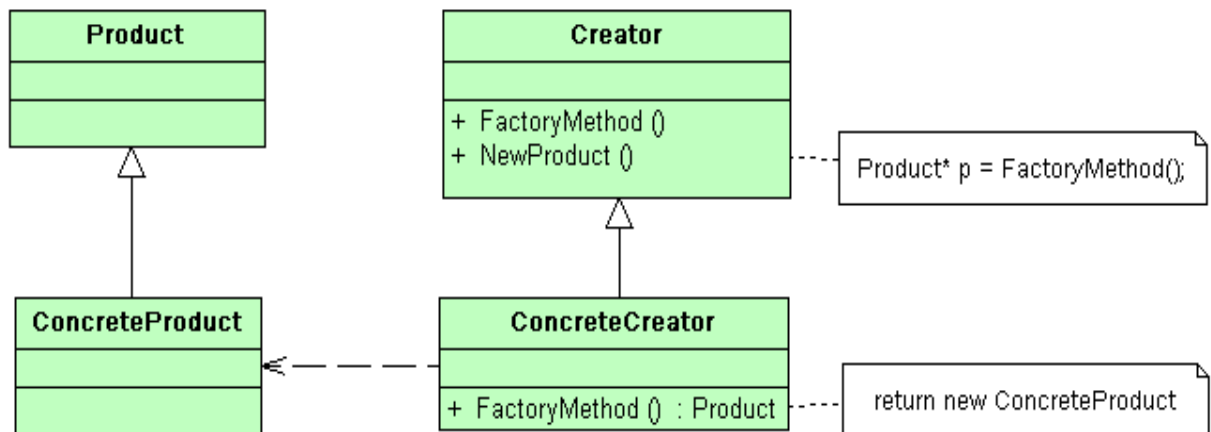 Product
Creator
+ FactoryMethod ()
+ NewProduct ()
Product* p = FactoryMethod();
ConcreteProduct
ConcreteCreator
+ FactoryMethod () : Product
return new ConcreteProduct